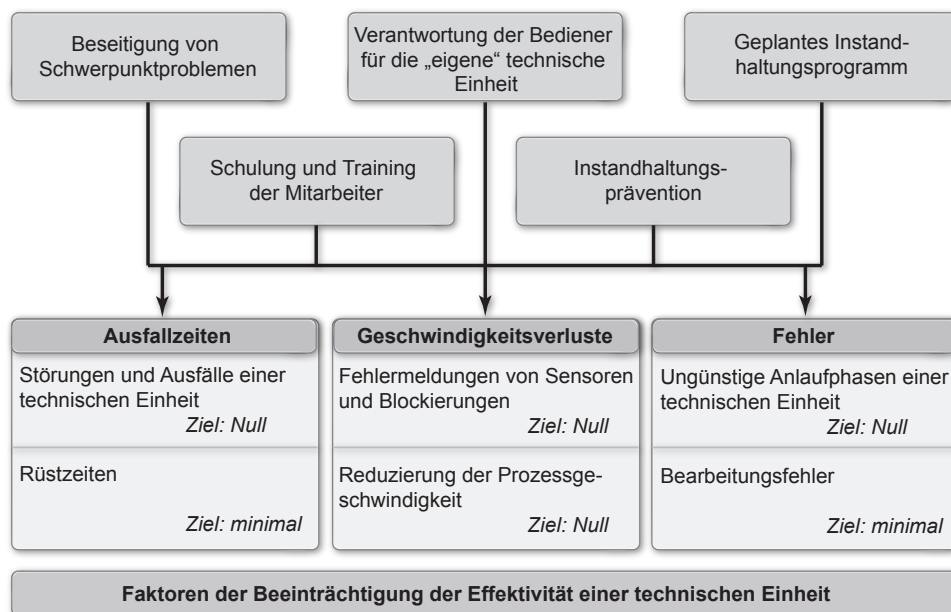 Beseitigung von
Schwerpunktproblemen
Verantwortung der Bediener
für die „eigene“ technische
Einheit
Geplantes Instand-
haltungsprogramm
Schulung und Training
der Mitarbeiter
Instandhaltungs-
prävention
Ausfallzeiten
Störungen und Ausfälle einer
technischen Einheit
Ziel: Null
Rüstzeiten
Ziel: minimal
Geschwindigkeitsverluste
Fehlermeldungen von Sensoren
und Blockierungen
Ziel: Null
Reduzierung der Prozessge-
schwindigkeit
Ziel: Null
Fehler
Ungünstige Anlaufphasen einer
technischen Einheit
Ziel: Null
Bearbeitungsfehler
Ziel: minimal
Faktoren der Beeinträchtigung der Effektivität einer technischen Einheit